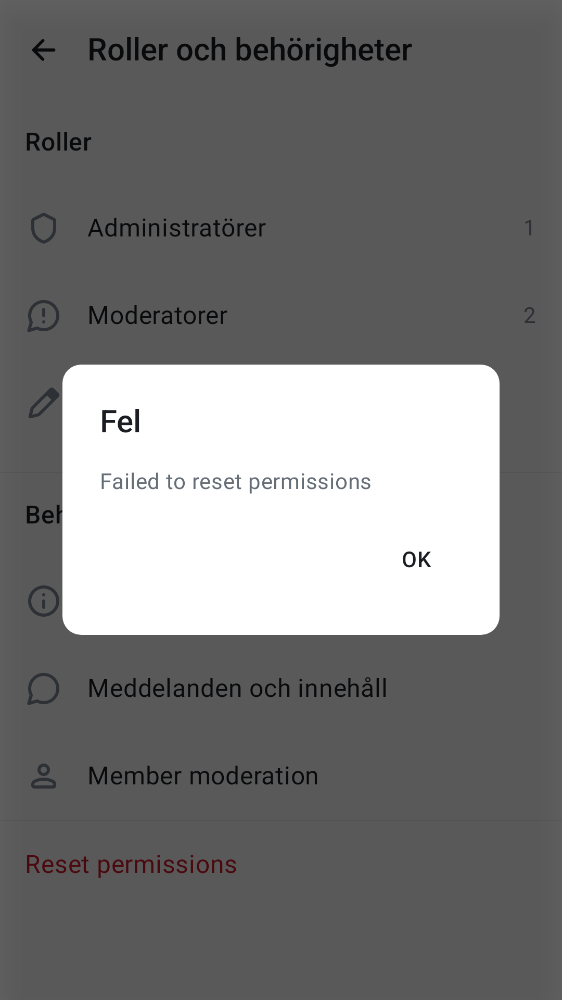 Roller och behörigheter
Roller
Administratörer 1
Moderatorer 2
Fel
Failed to reset permissions
OK
Meddelanden och innehåll
Member moderation
Reset permissions